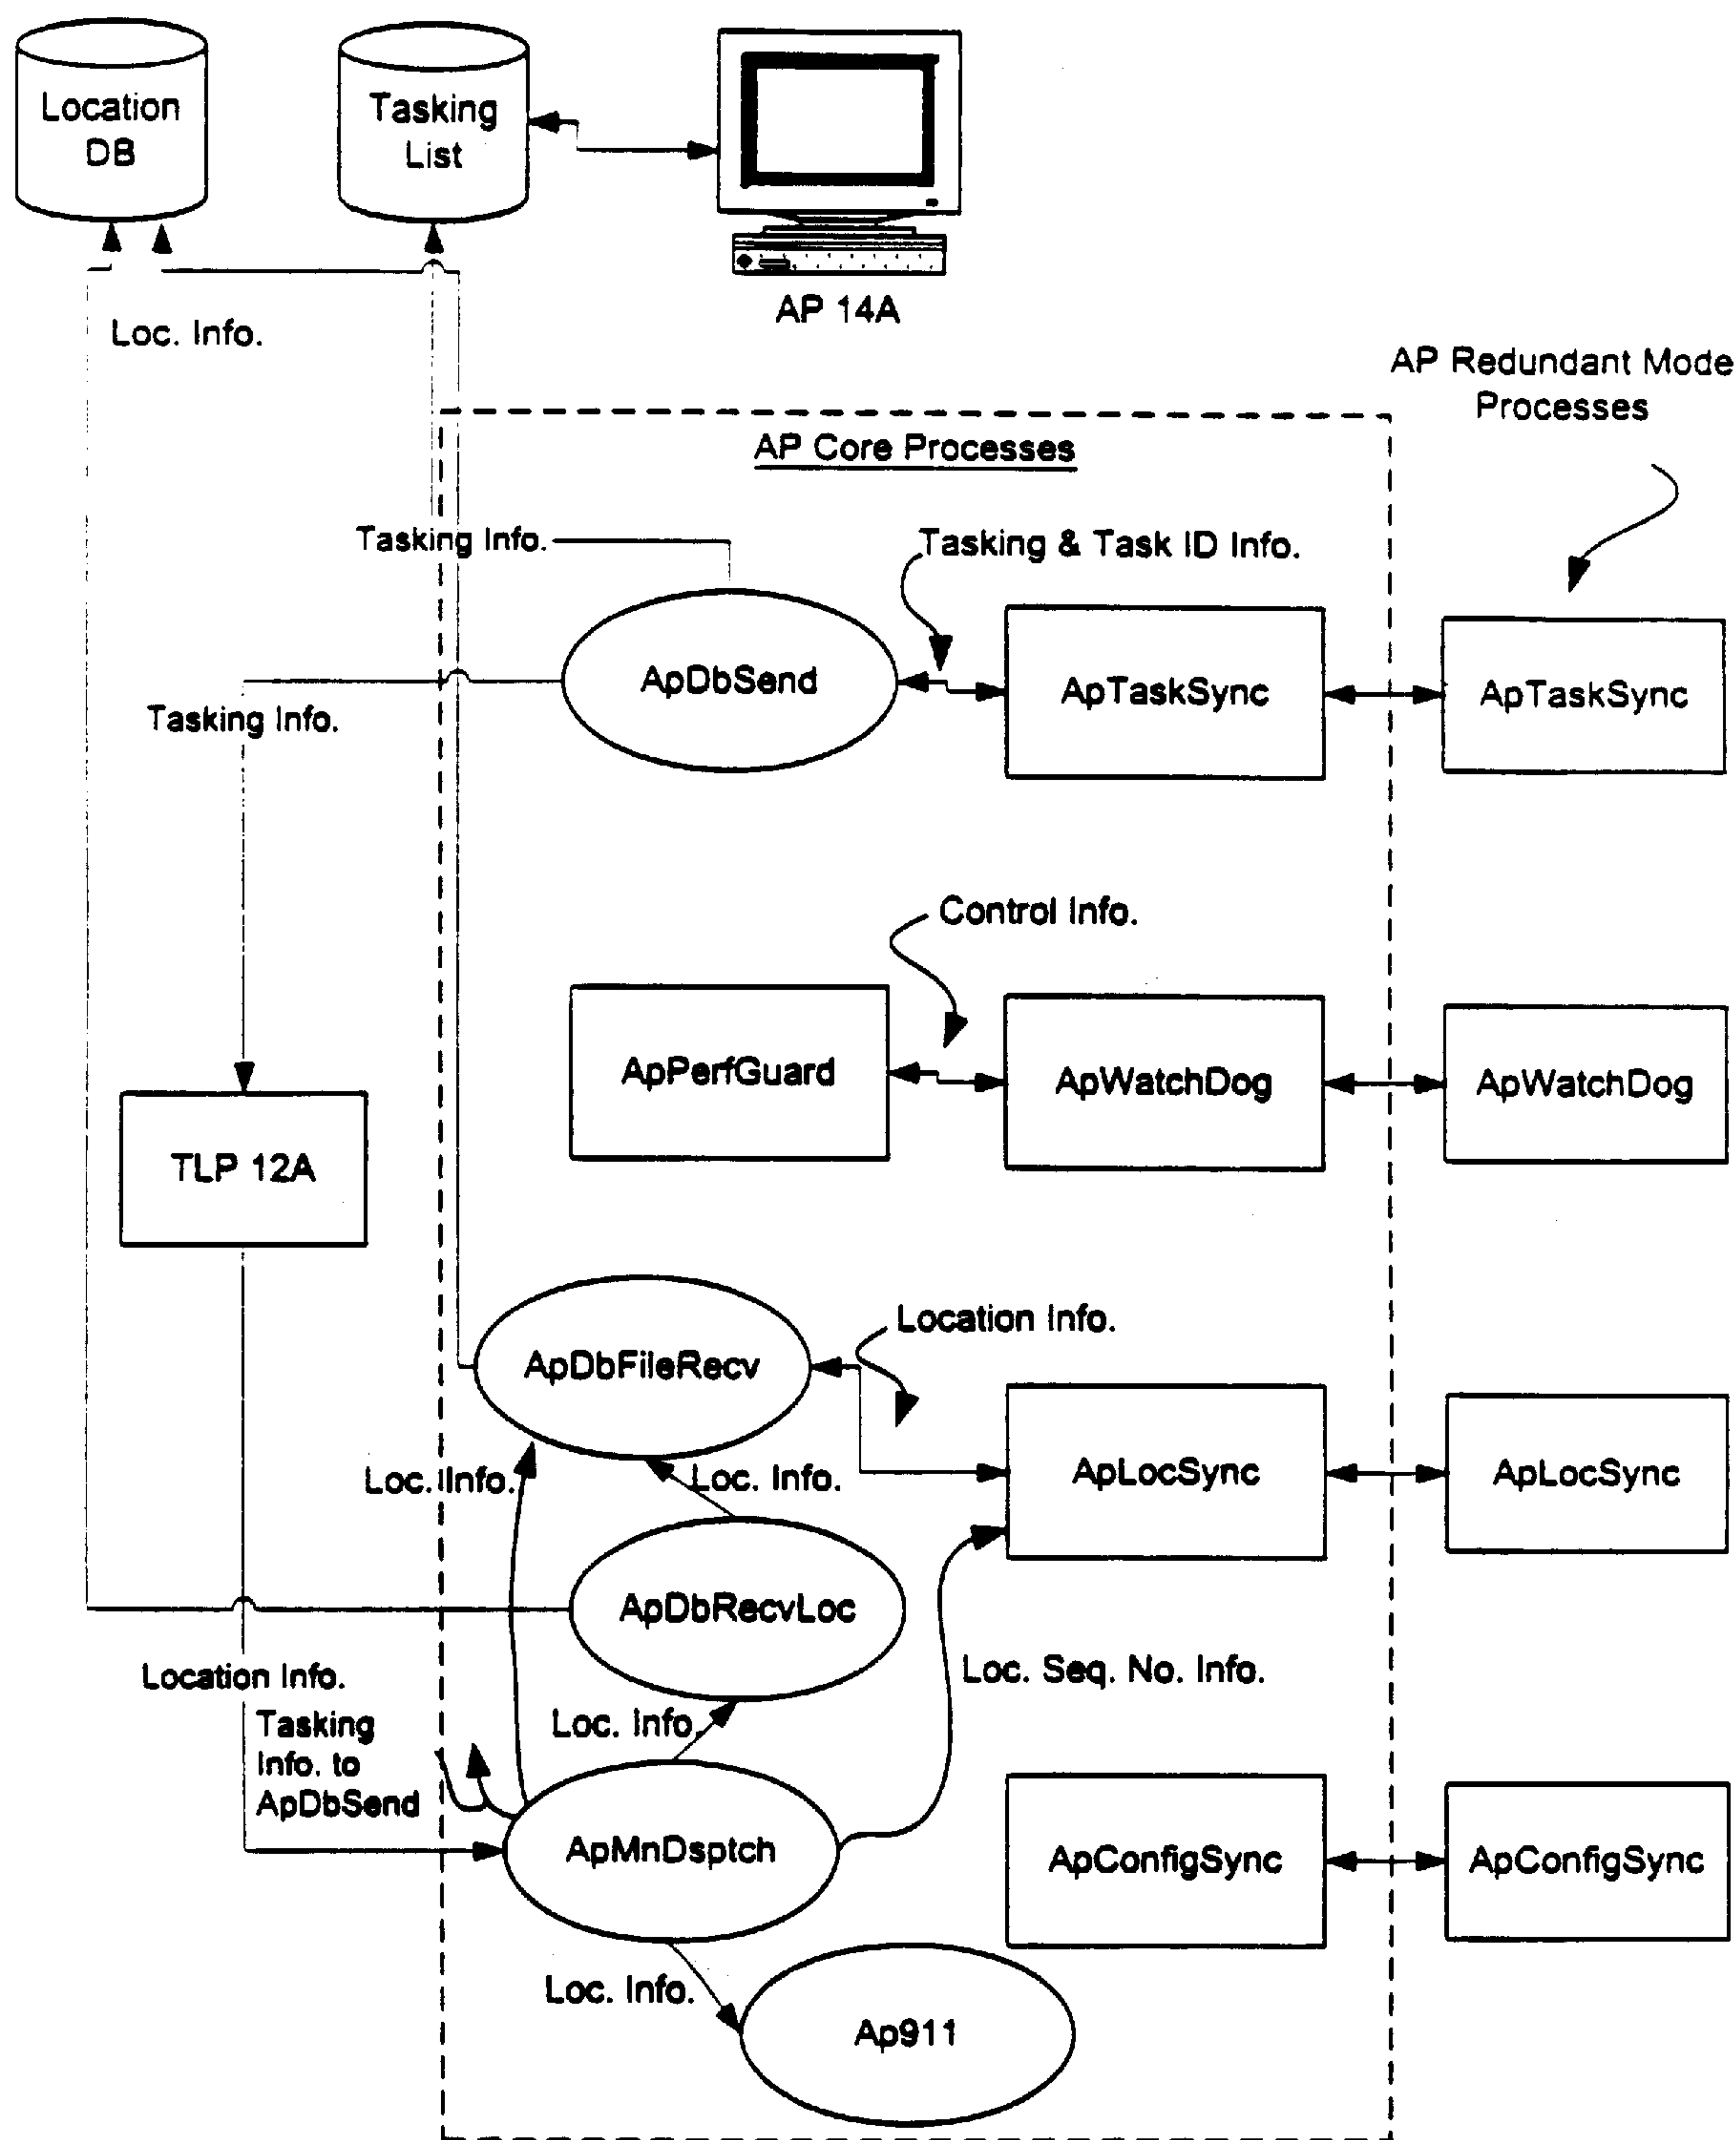 Location
DB
Tasking
List
AP 14A
Loc. Info.
AP Redundant Mode
Processes
AP Core Processes
Tasking Info.
Tasking & Task ID Info.
ApDbSend
ApTaskSync
ApTaskSync
Tasking Info.
Control Info.
ApPerfGuard
ApWatchDog
ApWatchDog
TLP 12A
Location Info.
ApDbFileRecv
Loc. Info.
Loc. Info.
ApLocSync
ApLocSync
ApDbRecvLoc
Location Info.
Loc. Seq. No. Info.
Tasking
Info. to
ApDbSend
Loc. Info.
ApMnDsptch
ApConfigSync
ApConfigSync
Loc. Info.
Ap911